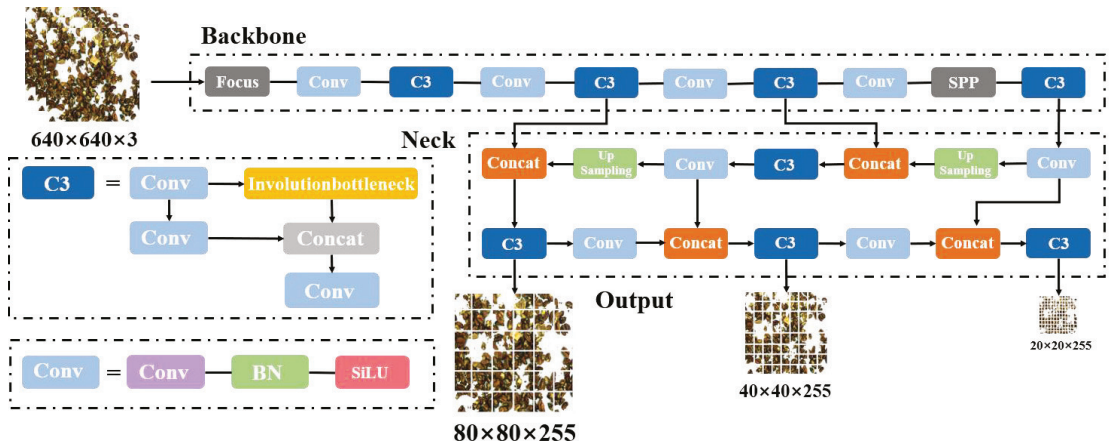 Backbone
Focus Conv C3 Conv C3 Conv C3 Conv SPP C3
640×640×3
Neck
Concat Up Sampling Conv C3 Concat Up Sampling Conv
C3 = Conv Involutionbottleneck
Conv Concat
Conv
C3 Conv Concat C3 Conv Concat C3
Output
80×80×255
40×40×255
20×20×255
Conv = Conv BN SiLU